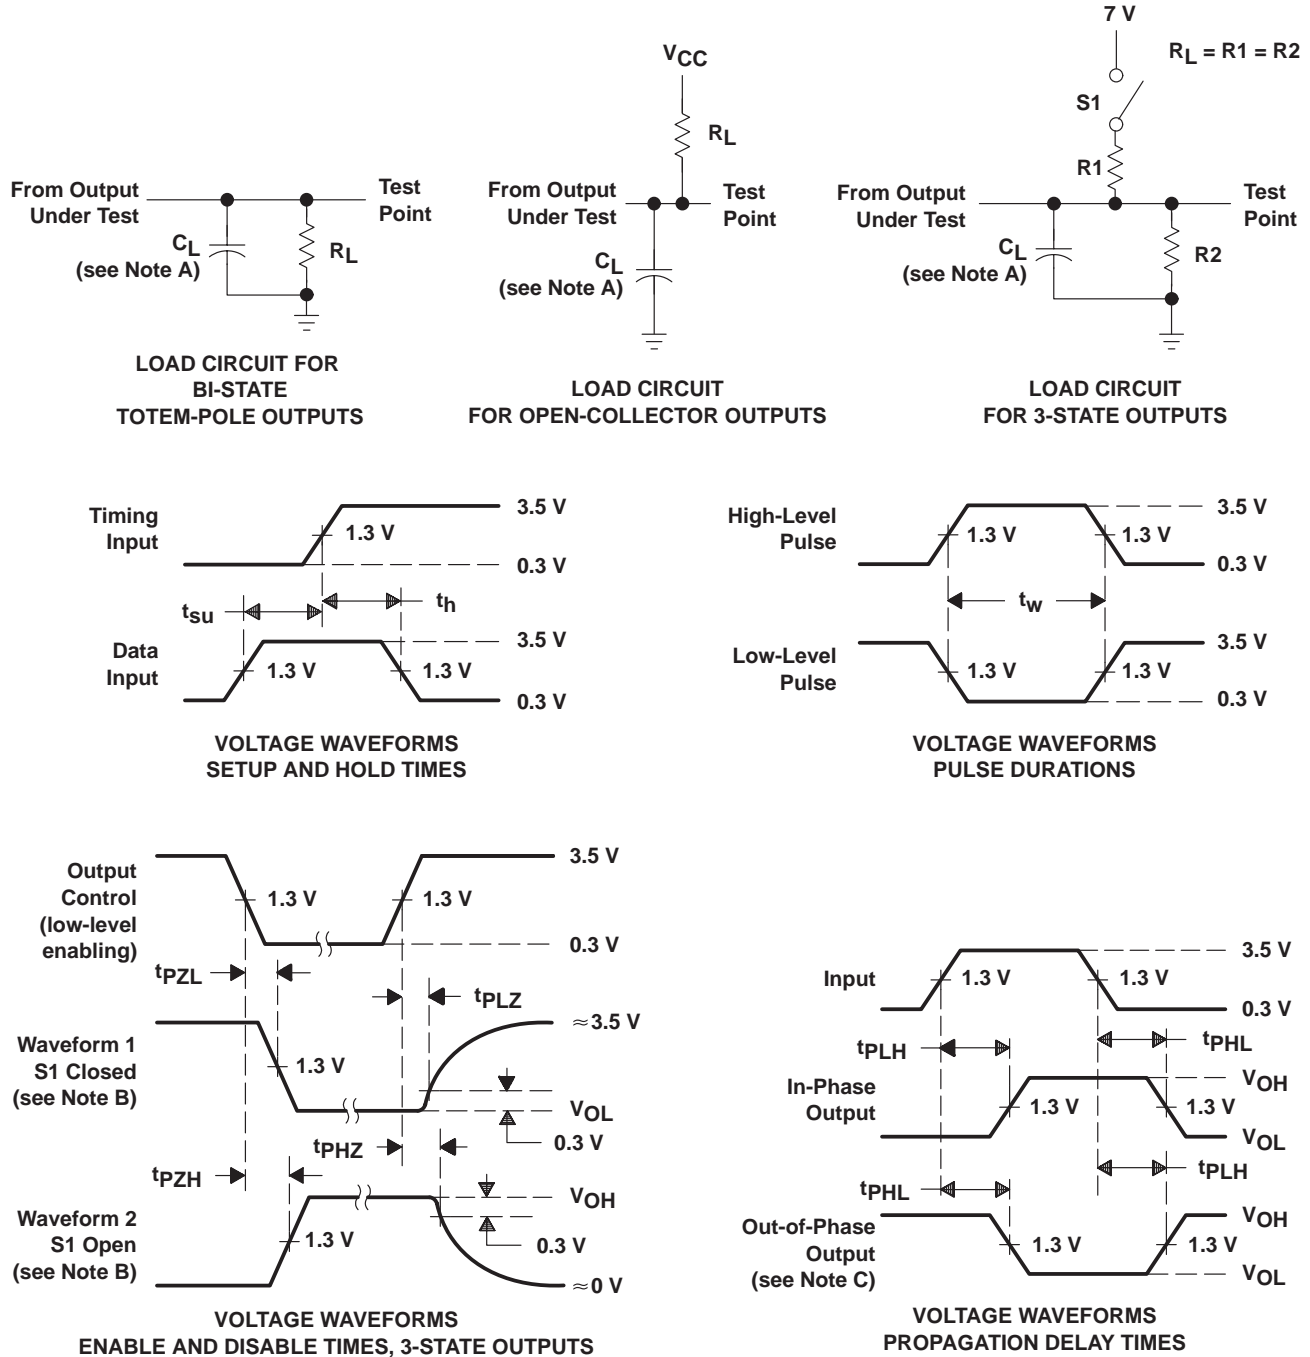 7 V
RL = R1 = R2
VCC
S1
RL
R1
From Output
Under Test
Test
Point
CL
(see Note A)
RL
From Output
Under Test
Test
Point
CL
(see Note A)
From Output
Under Test
Test
Point
CL
(see Note A)
R2
LOAD CIRCUIT FOR
BI-STATE
TOTEM-POLE OUTPUTS
LOAD CIRCUIT
FOR OPEN-COLLECTOR OUTPUTS
LOAD CIRCUIT
FOR 3-STATE OUTPUTS
Timing
Input
1.3 V
3.5 V
0.3 V
tsu
th
Data
Input
1.3 V
1.3 V
3.5 V
0.3 V
VOLTAGE WAVEFORMS
SETUP AND HOLD TIMES
High-Level
Pulse
1.3 V
1.3 V
3.5 V
0.3 V
tw
Low-Level
Pulse
1.3 V
1.3 V
3.5 V
0.3 V
VOLTAGE WAVEFORMS
PULSE DURATIONS
Output
Control
(low-level
enabling)
1.3 V
1.3 V
3.5 V
0.3 V
tPZL
tPLZ
Waveform 1
S1 Closed
(see Note B)
1.3 V
≈3.5 V
VOL
0.3 V
tPHZ
tPZH
Waveform 2
S1 Open
(see Note B)
1.3 V
VOH
0.3 V
≈0 V
VOLTAGE WAVEFORMS
ENABLE AND DISABLE TIMES, 3-STATE OUTPUTS
Input
1.3 V
1.3 V
3.5 V
0.3 V
tPLH
tPHL
In-Phase
Output
1.3 V
1.3 V
VOH
VOL
tPHL
tPLH
Out-of-Phase
Output
(see Note C)
1.3 V
1.3 V
VOH
VOL
VOLTAGE WAVEFORMS
PROPAGATION DELAY TIMES